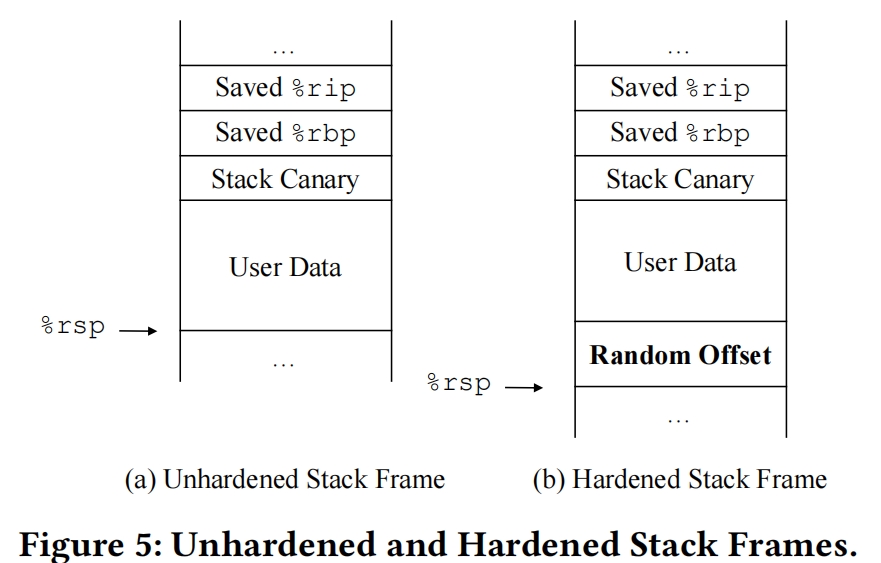 ...
Saved %rip
Saved %rbp
Stack Canary
User Data
%rsp
...
(a) Unhardened Stack Frame
...
Saved %rip
Saved %rbp
Stack Canary
User Data
Random Offset
%rsp
...
(b) Hardened Stack Frame
Figure 5: Unhardened and Hardened Stack Frames.